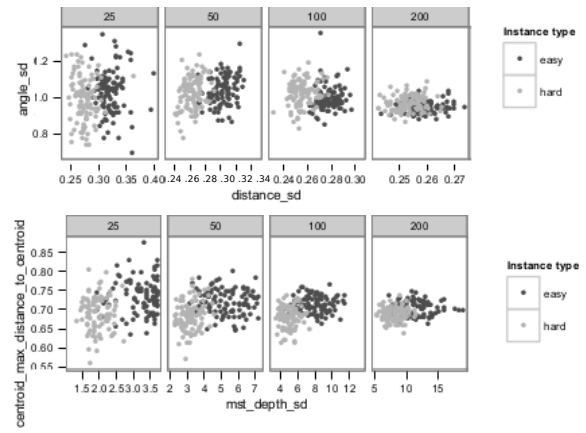 25 50 100 200
angle_sd
1.2
1.0
0.8
0.25 0.30 0.35 0.40 0.24 .26 .28 .30 .32 .34 0.24 0.26 0.28 0.30 0.25 0.26 0.27
distance_sd
Instance type
easy
hard
25 50 100 200
centroid_max_distance_to_centroid
0.85
0.80
0.75
0.70
0.65
0.60
0.55
1.5 2.0 2.5 3.0 3.5 2 3 4 5 6 7 4 6 8 10 12 5 10 15
mst_depth_sd
Instance type
easy
hard